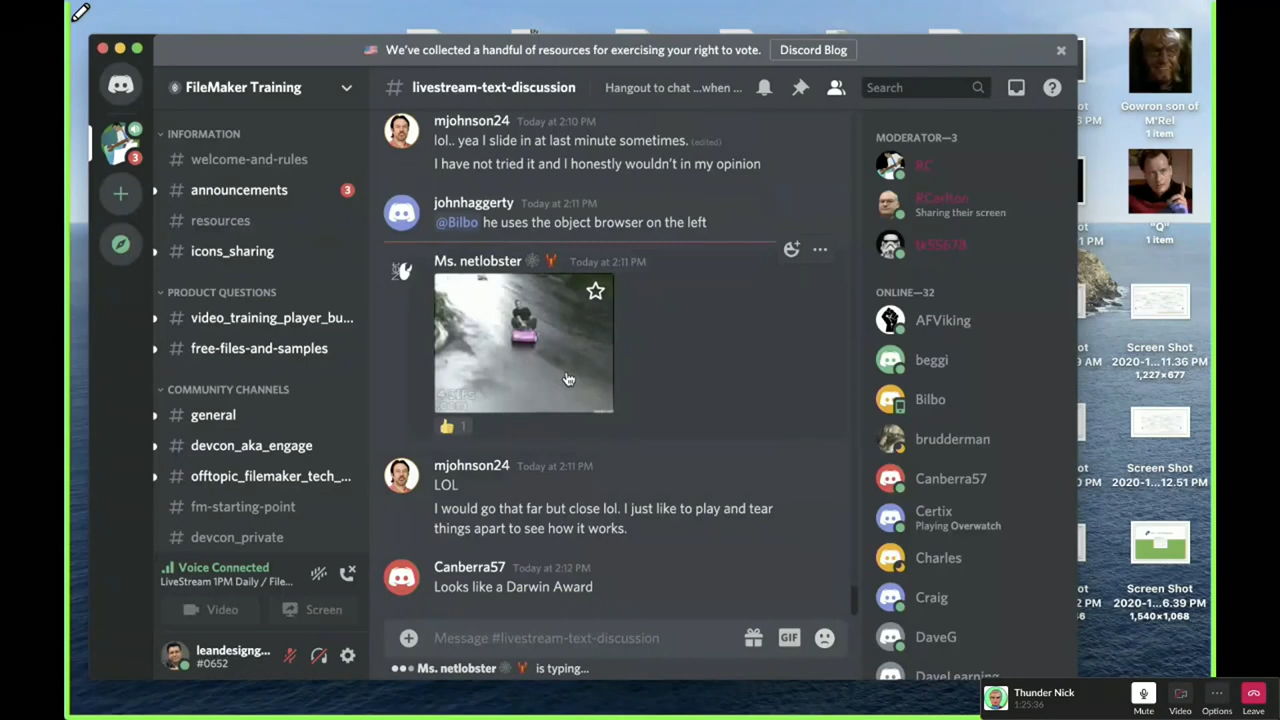 We've collected a handful of resources for exercising your right to vote.
Discord Blog
FileMaker Training
livestream-text-discussion
Hangout to chat ...when ...
Search
INFORMATION
welcome-and-rules
announcements
3
resources
icons_sharing
PRODUCT QUESTIONS
video_training_player_bu...
free-files-and-samples
COMMUNITY CHANNELS
general
devcon_aka_engage
offtopic_filemaker_tech_...
fm-starting-point
devcon_private
Voice Connected
LiveStream 1PM Daily / File...
Video
Screen
leandesigng...
#0652
3
mjohnson24 Today at 2:10 PM
lol.. yea I slide in at last minute sometimes. (edited)
I have not tried it and I honestly wouldn't in my opinion
johnhaggerty Today at 2:11 PM
@Bilbo he uses the object browser on the left
Ms. netlobster Today at 2:11 PM
1
mjohnson24 Today at 2:11 PM
LOL
I would go that far but close lol. I just like to play and tear
things apart to see how it works.
Canberra57 Today at 2:12 PM
Looks like a Darwin Award
Message #livestream-text-discussion
GIF
Ms. netlobster is typing...
MODERATOR—3
RC
RCarlton
Sharing their screen
tk55678
ONLINE—32
AFViking
beggi
Bilbo
brudderman
Canberra57
Certix
Playing Overwatch
Charles
Craig
DaveG
DaveLearning
Gowron son of
M'Rel
1 item
"Q"
1 item
Screen Shot
2020-1...11.36 PM
1,227×677
Screen Shot
2020-1...12.51 PM
Screen Shot
2020-1...6.39 PM
1,540×1,068
Thunder Nick
1:25:36
Mute
Video
Options
Leave